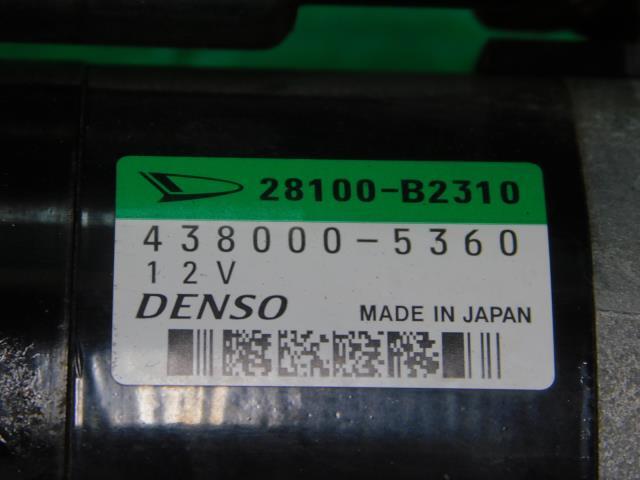 28100-B2310
438000-5360
12V
DENSO MADE IN JAPAN